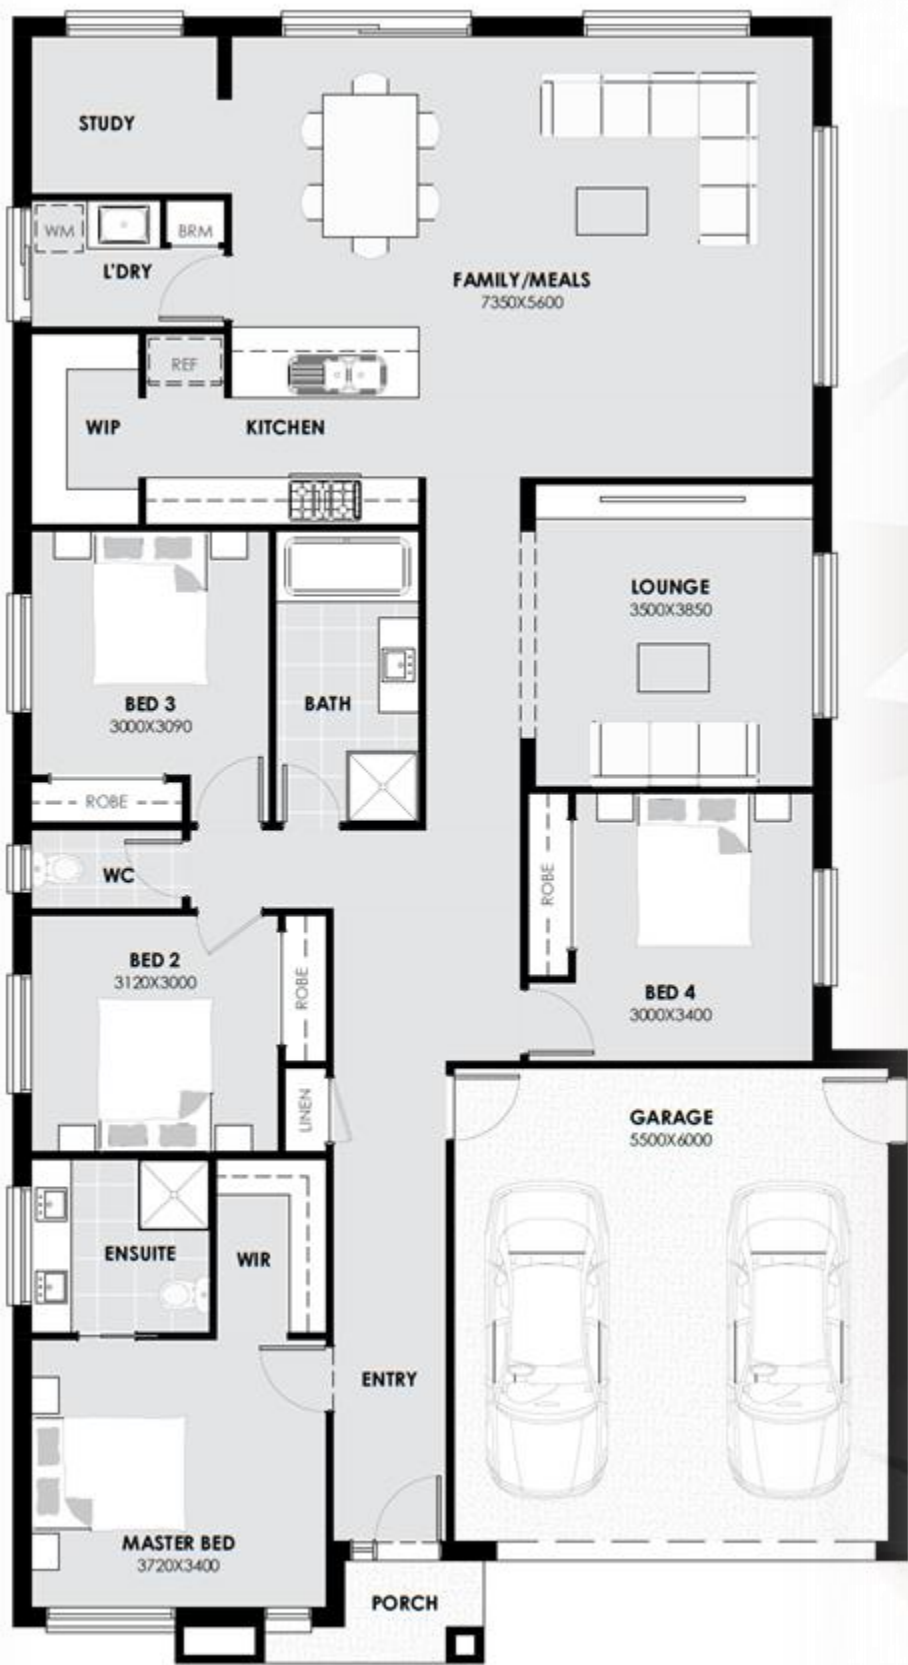 STUDY
WM
BRM
L'DRY
FAMILY/MEALS
7350X5600
REF
WIP
KITCHEN
LOUNGE
3500X3850
BED 3
3000X3090
BATH
ROBE
WC
ROBE
BED 2
3120X3000
ROBE
BED 4
3000X3400
LINEN
GARAGE
5500X6000
ENSUITE
WIR
ENTRY
MASTER BED
3720X3400
PORCH